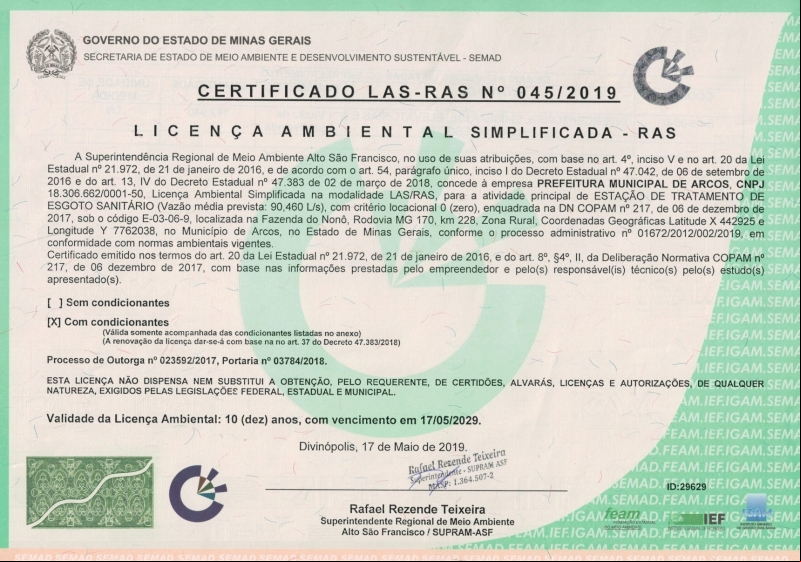 GOVERNO DO ESTADO DE MINAS GERAIS
SECRETARIA DE ESTADO DE MEIO AMBIENTE E DESENVOLVIMENTO SUSTENTÁVEL - SEMAD
CERTIFICADO LAS-RAS Nº 045/2019
LICENÇA AMBIENTAL SIMPLIFICADA - RAS
A Superintendência Regional de Meio Ambiente Alto São Francisco, no uso de suas atribuições, com base no art. 4º, inciso V e no art. 20 da Lei
Estadual nº 21.972, de 21 de janeiro de 2016, e de acordo com o art. 54, parágrafo único, inciso I do Decreto Estadual nº 47.042, de 06 de setembro
de 2016 e do art. 13, IV do Decreto Estadual nº 47.383 de 02 de março de 2018, concede à empresa PREFEITURA MUNICIPAL DE ARCOS, CNPJ
18.306.662/0001-50, Licença Ambiental Simplificada na modalidade LAS/RAS, para a atividade principal de ESTAÇÃO DE TRATAMENTO DE
ESGOTO SANITÁRIO (Vazão média prevista: 90,460 L/s), com critério locacional 0 (zero), enquadrada na DN COPAM nº 217, de 06 de dezembro de
2017, sob o código E-03-06-9, localizada na Fazenda do Nonô, Rodovia MG 170, km 228, Zona Rural, Coordenadas Geográficas Latitude X 442925 e
Longitude Y 7762038, no Município de Arcos, no Estado de Minas Gerais, conforme o processo administrativo nº 01672/2012/002/2019, em
conformidade com normas ambientais vigentes.
Certificado emitido nos termos do art. 20 da Lei Estadual nº 21.972, de 21 de janeiro de 2016, e do art. 8º, §4º, II, da Deliberação Normativa COPAM nº
217, de 06 dezembro de 2017, com base nas informações prestadas pelo empreendedor e pelo(s) responsável(is) técnico(s) pelo(s) estudo(s)
apresentado(s).
[ ] Sem condicionantes
[X] Com condicionantes
(Válida somente acompanhada das condicionantes listadas no anexo)
(A renovação da licença dar-se-á com base na no art. 37 do Decreto 47.383/2018)
Processo de Outorga nº 023592/2017, Portaria nº 03784/2018.
ESTA LICENÇA NÃO DISPENSA NEM SUBSTITUI A OBTENÇÃO, PELO REQUERENTE, DE CERTIDÕES, ALVARÁS, LICENÇAS E AUTORIZAÇÕES, DE QUALQUER
NATUREZA, EXIGIDOS PELAS LEGISLAÇÕES FEDERAL, ESTADUAL E MUNICIPAL.
Validade da Licença Ambiental: 10 (dez) anos, com vencimento em 17/05/2029.
Divinópolis, 17 de Maio de 2019.
Rafael Rezende Teixeira
Superintendente - SUPRAM ASF
MASP: 1.364.507-2
ID:29629
Rafael Rezende Teixeira
Superintendente Regional de Meio Ambiente
Alto São Francisco / SUPRAM-ASF
feam
IEF